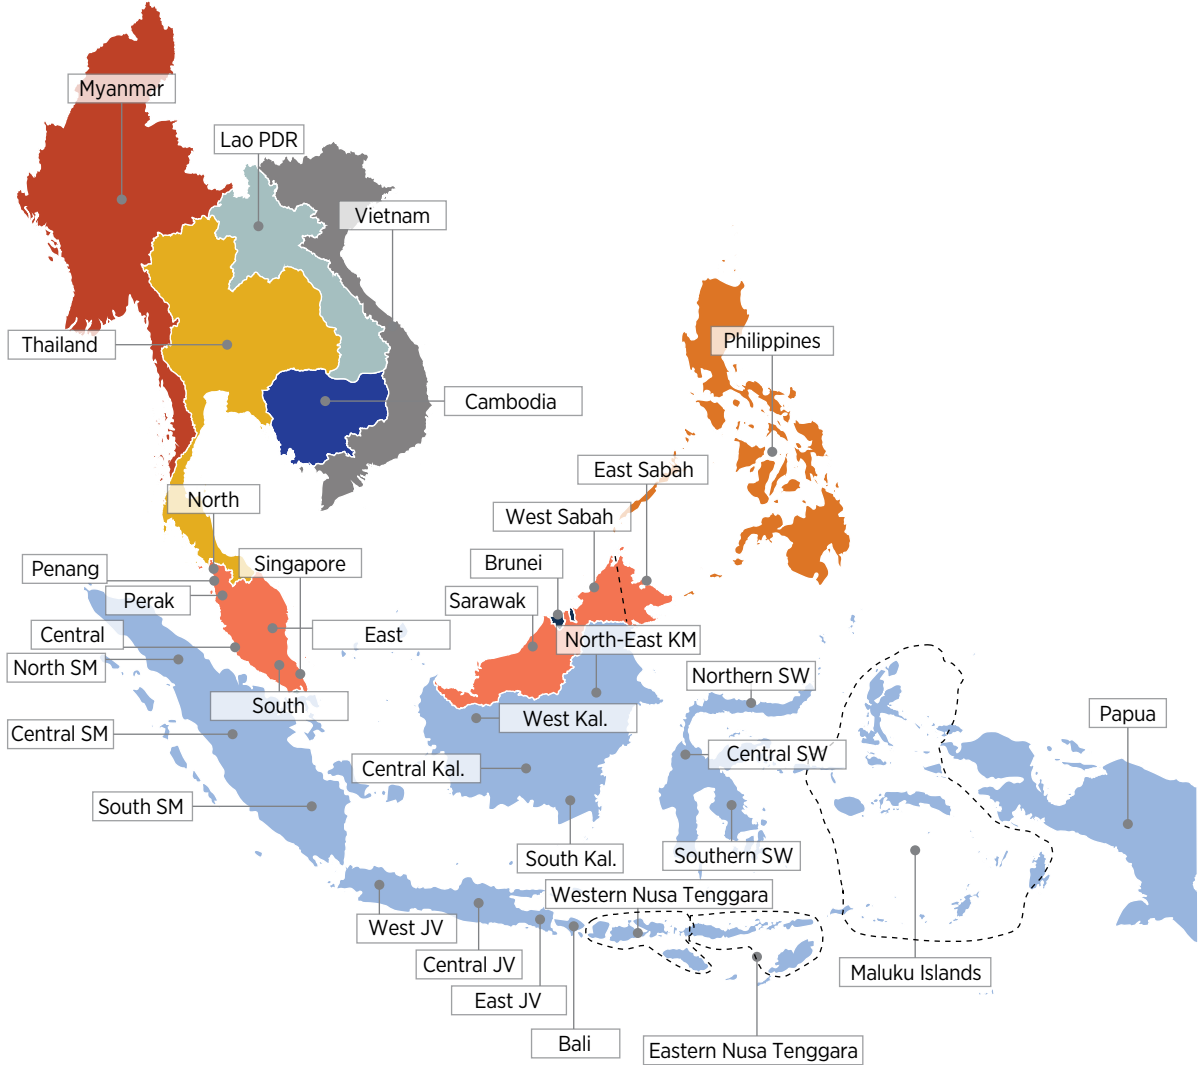 Myanmar
Lao PDR
Vietnam
Thailand
Philippines
Cambodia
East Sabah
North
West Sabah
Singapore
Brunei
Penang
Perak
Sarawak
Central
East
North-East KM
North SM
Northern SW
South
West Kal.
Papua
Central SM
Central SW
Central Kal.
South SM
South Kal.
Southern SW
Western Nusa Tenggara
West JV
Central JV
Maluku Islands
East JV
Bali
Eastern Nusa Tenggara